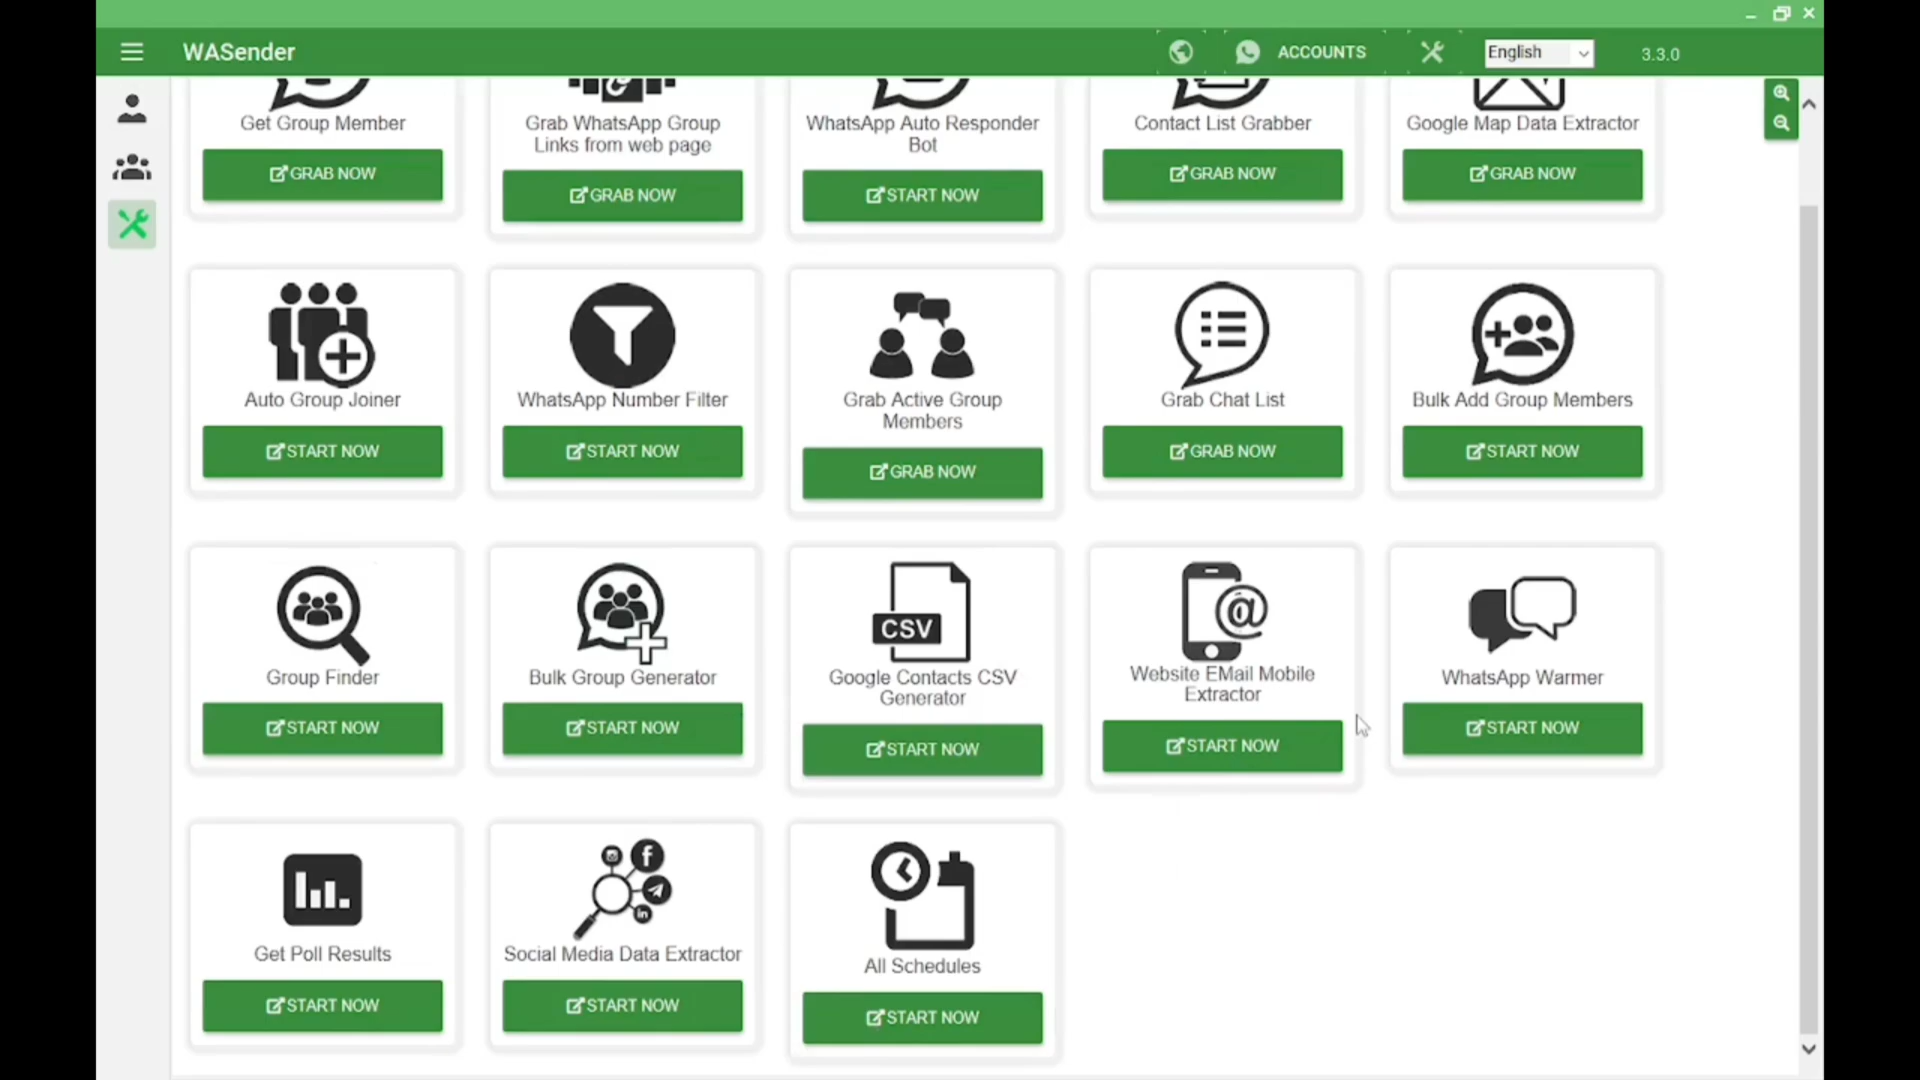 WASender
ACCOUNTS
English
3.3.0
Get Group Member
GRAB NOW
Grab WhatsApp Group
Links from web page
GRAB NOW
WhatsApp Auto Responder
Bot
START NOW
Contact List Grabber
GRAB NOW
Google Map Data Extractor
GRAB NOW
Auto Group Joiner
START NOW
WhatsApp Number Filter
START NOW
Grab Active Group
Members
GRAB NOW
Grab Chat List
GRAB NOW
Bulk Add Group Members
START NOW
Group Finder
START NOW
Bulk Group Generator
START NOW
CSV
Google Contacts CSV
Generator
START NOW
@
Website EMail Mobile
Extractor
START NOW
WhatsApp Warmer
START NOW
Get Poll Results
START NOW
f
in
Social Media Data Extractor
START NOW
All Schedules
START NOW